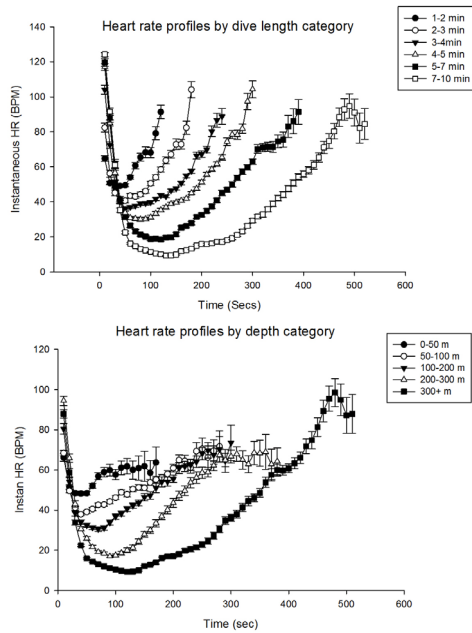 Heart rate profiles by dive length category
1-2 min
2-3 min
3-4min
4-5 min
5-7 min
7-10 min
Instantaneous HR (BPM)
140
120
100
80
60
40
20
0
0 100 200 300 400 500 600
Time (Secs)
Heart rate profiles by depth category
0-50 m
50-100 m
100-200 m
200-300 m
300+ m
Instan HR (BPM)
120
100
80
60
40
20
0
0 100 200 300 400 500 600
Time (sec)